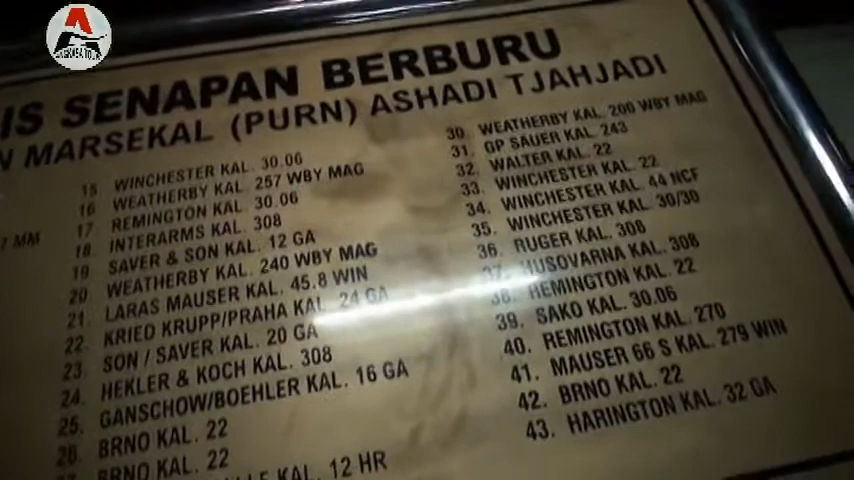 IS SENAPAN BERBURU
N MARSEKAL (PURN) ASHADI TJAHJADI
7 MM
15 WINCHESTER KAL. 30.06
16 WEATHERBY KAL. 257 WBY MAG
17 REMINGTON KAL. 30.06
18 INTERARMS KAL. 308
19 SAVER & SON KAL. 12 GA
20 WEATHERBY KAL. 240 WBY MAG
21. LARAS MAUSER KAL. 45.8 WIN
22. KRIED KRUPP/PRAHA KAL. 24 GA
23. SON / SAVER KAL. 20 GA
24. HEKLER & KOCH KAL. 308
25. GANSCHOW/BOEHLER KAL. 16 GA
26. BRNO KAL. 22
BRNO KAL. 22
KAL. 12 HR
30. WEATHERBY KAL. 200 WBY MAG
31. GP SAUER KAL. 243
32. WALTER KAL. 22
33. WINCHESTER KAL. 22
34. WINCHESTER KAL. 44 NCF
35. WINCHESTER KAL. 30/30
36. RUGER KAL. 308
37. HUSOVARNA KAL. 308
38. REMINGTON KAL. 22
39. SAKO KAL. 30.06
40. REMINGTON KAL. 270
41. MAUSER 66 S KAL. 279 WIN
42. BRNO KAL. 22
43. HARINGTON KAL. 32 GA